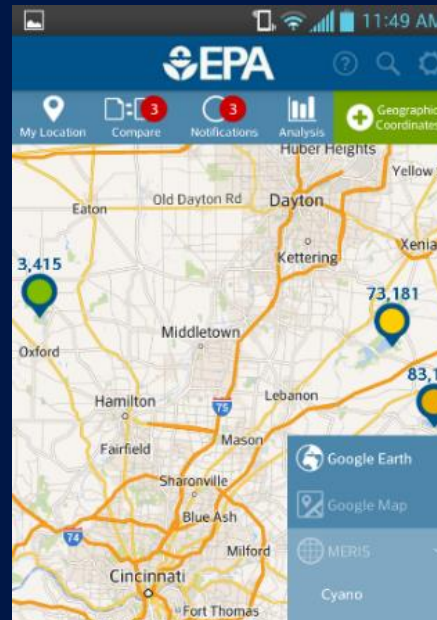 11:49 AM
EPA
?
My Location
Compare
3
Notifications
3
Analysis
Geographic
Coordinates
Huber Heights
Yellow
Old Dayton Rd
Dayton
Eaton
Xenia
Kettering
3,415
73,181
Middletown
Oxford
83,1
Hamilton
Lebanon
75
Fairfield
Mason
Google Earth
Sharonville
Google Map
Blue Ash
74
Milford
MERIS
Cincinnati
Cyano
Fort Thomas